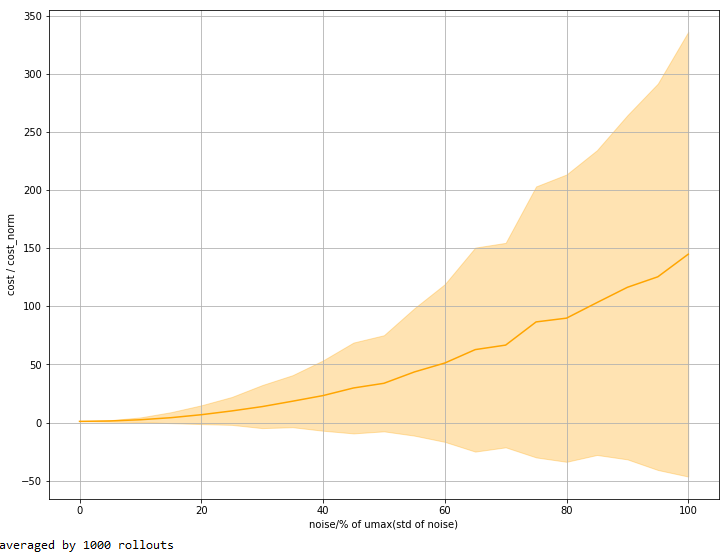 350
300
250
200
150
100
50
0
−50
cost / cost_norm
0 20 40 60 80 100
noise/% of umax(std of noise)
averaged by 1000 rollouts